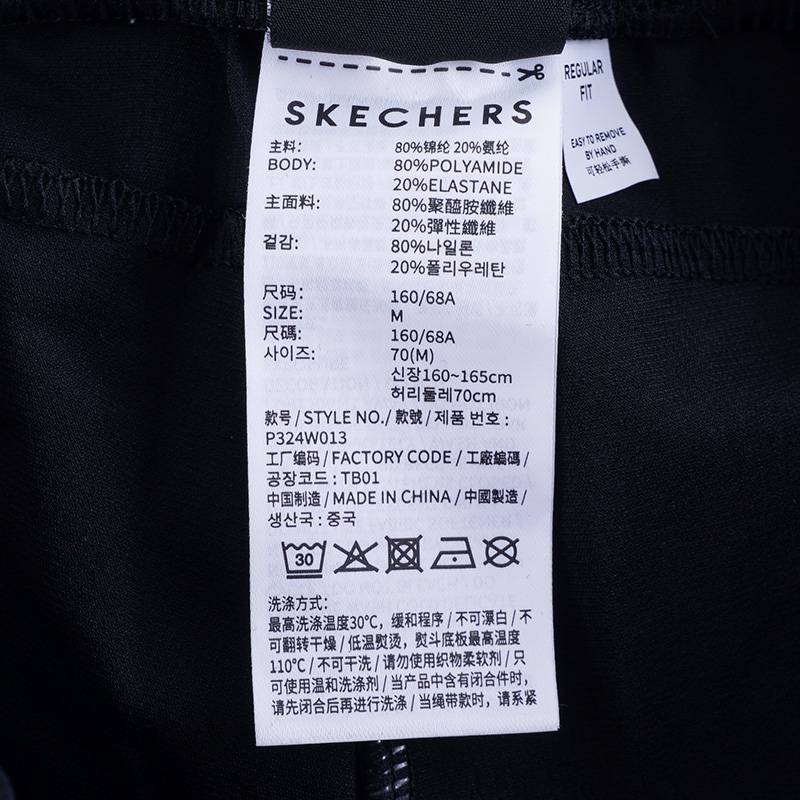 SKECHERS
主料: 80%锦纶 20%氨纶
BODY: 80%POLYAMIDE
20%ELASTANE
主面料: 80%聚醯胺纖維
20%彈性纖維
겉감: 80%나일론
20%폴리우레탄
尺码: 160/68A
SIZE: M
尺碼: 160/68A
사이즈: 70(M)
신장160~165cm
허리둘레70cm
款号 / STYLE NO./ 款號 / 제품 번호 :
P324W013
工厂编码 / FACTORY CODE / 工廠編碼 /
공장코드 : TB01
中国制造 / MADE IN CHINA / 中國製造 /
생산국 : 중국
30
洗涤方式:
最高洗涤温度30℃，缓和程序 / 不可漂白 / 不
可翻转干燥 / 低温熨烫，熨斗底板最高温度
110℃ / 不可干洗 / 请勿使用织物柔软剂 / 只
可使用温和洗涤剂 / 当产品中含有闭合件时，
请先闭合后再进行洗涤 / 当绳带款时，请系紧
REGULAR
FIT
EASY TO REMOVE
BY HAND
可轻松手撕